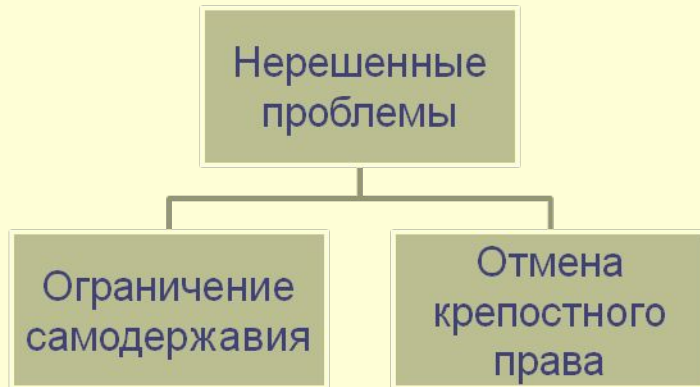 Нерешенные
проблемы
Ограничение
самодержавия
Отмена
крепостного
права